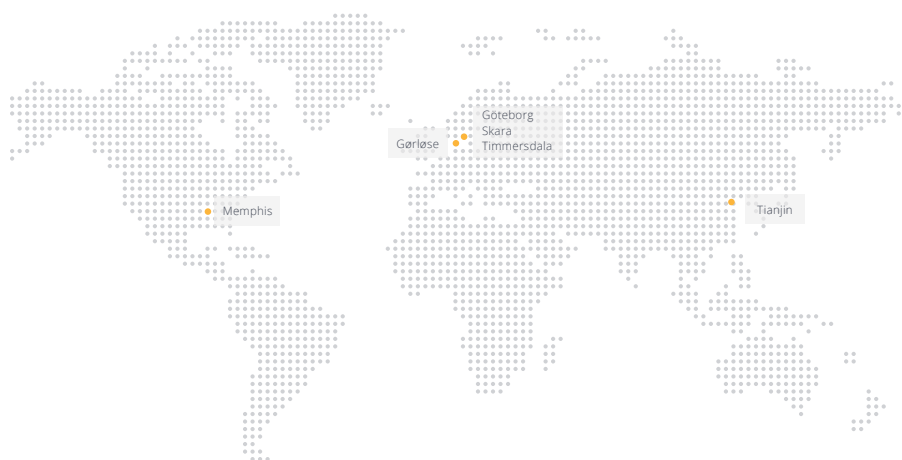 Göteborg
Skara
Timmersdala
Gørløse
Memphis
Tianjin